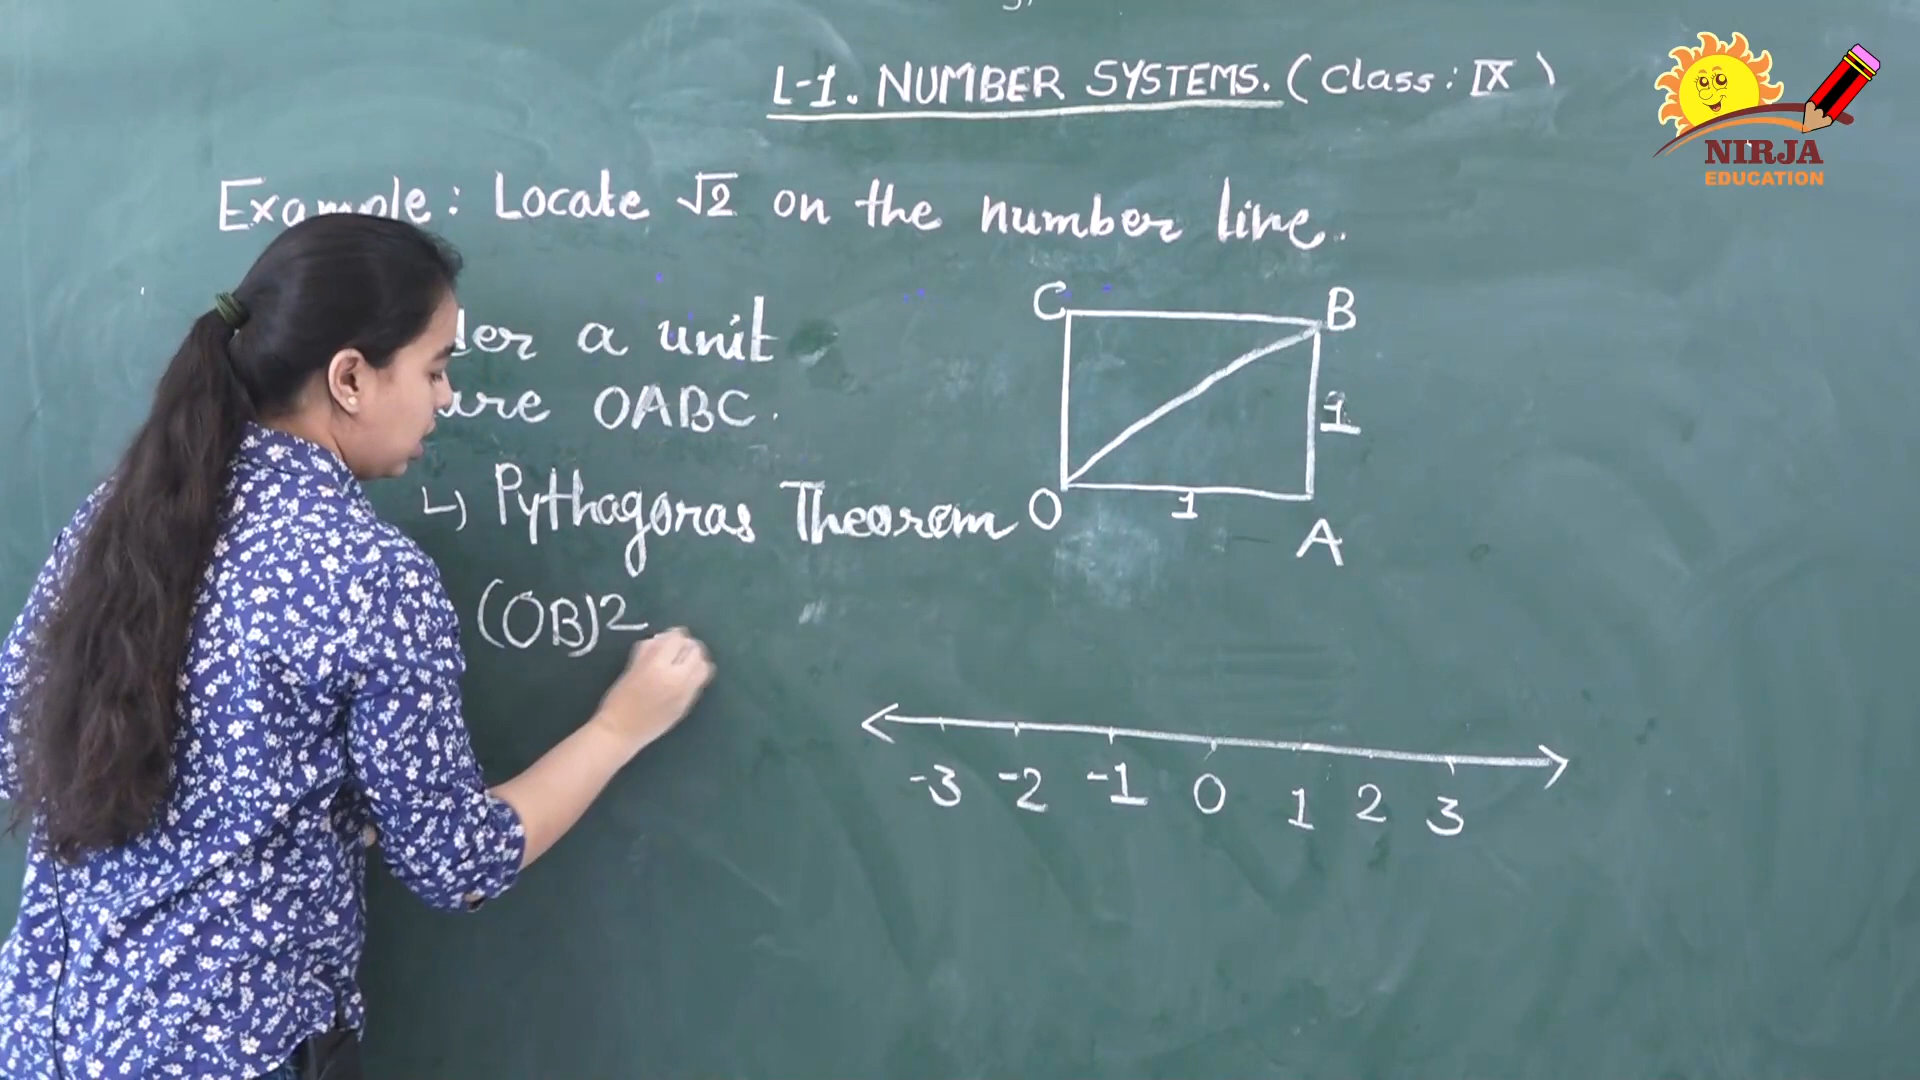 L-1. NUMBER SYSTEMS. (Class: IX)
NIRJA
EDUCATION
Example: Locate √2 on the number line.
a unit
OABC.
Pythagoras Theorem
(OB)2
C
B
1
O
1
A
-3 -2 -1 0 1 2 3